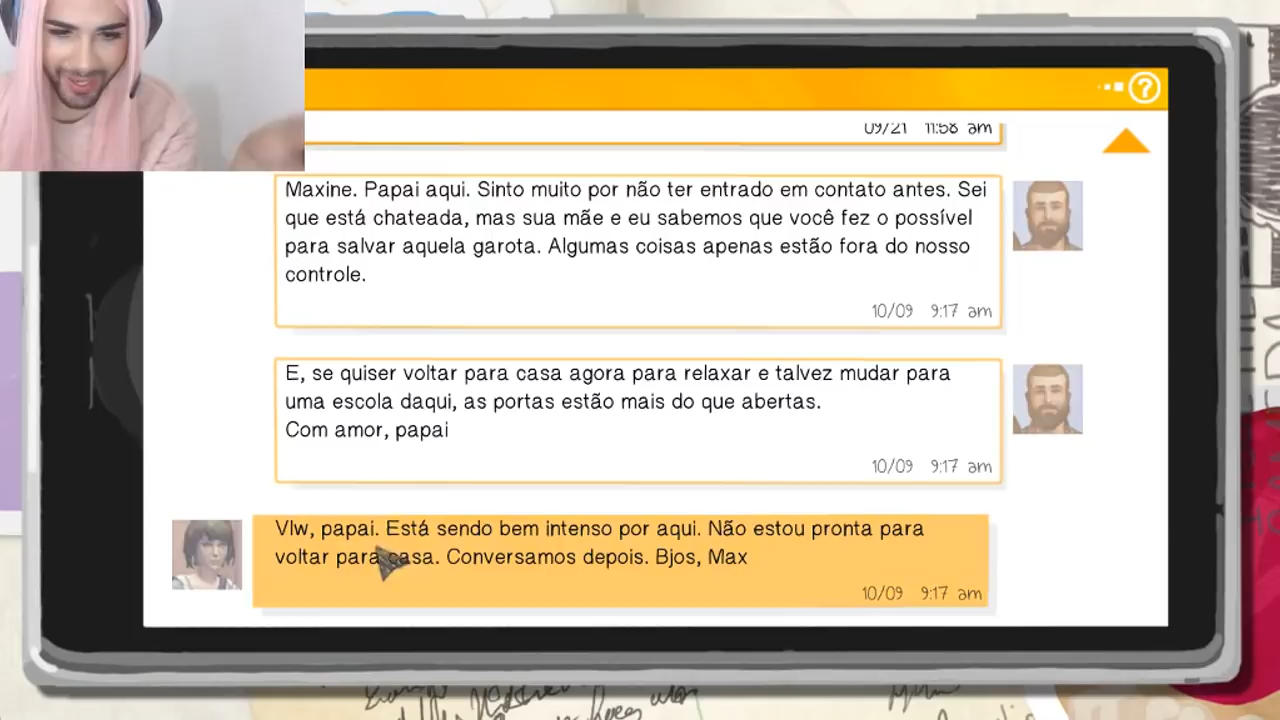 09/21 11:58 am
Maxine. Papai aqui. Sinto muito por não ter entrado em contato antes. Sei
que está chateada, mas sua mãe e eu sabemos que você fez o possível
para salvar aquela garota. Algumas coisas apenas estão fora do nosso
controle.
10/09 9:17 am
E, se quiser voltar para casa agora para relaxar e talvez mudar para
uma escola daqui, as portas estão mais do que abertas.
Com amor, papai
10/09 9:17 am
Vlw, papai. Está sendo bem intenso por aqui. Não estou pronta para
voltar para casa. Conversamos depois. Bjos, Max
10/09 9:17 am